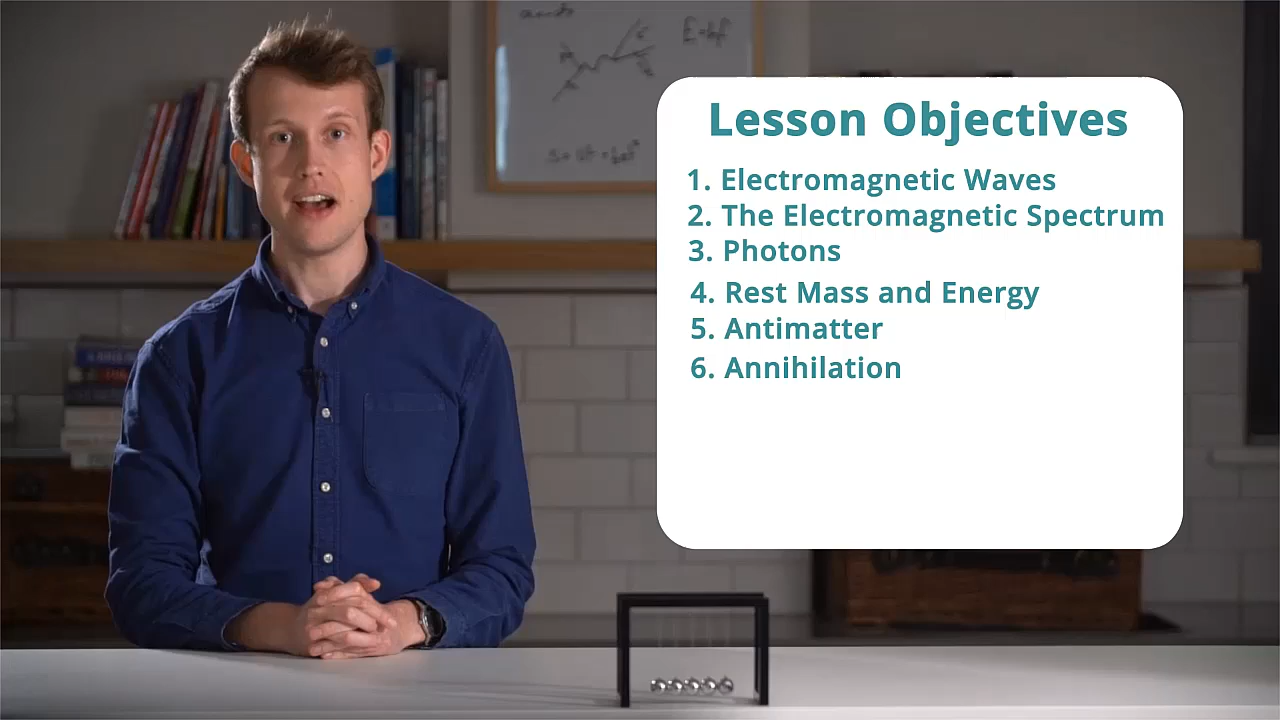 E=hf
Lesson Objectives
1. Electromagnetic Waves
2. The Electromagnetic Spectrum
3. Photons
4. Rest Mass and Energy
5. Antimatter
6. Annihilation